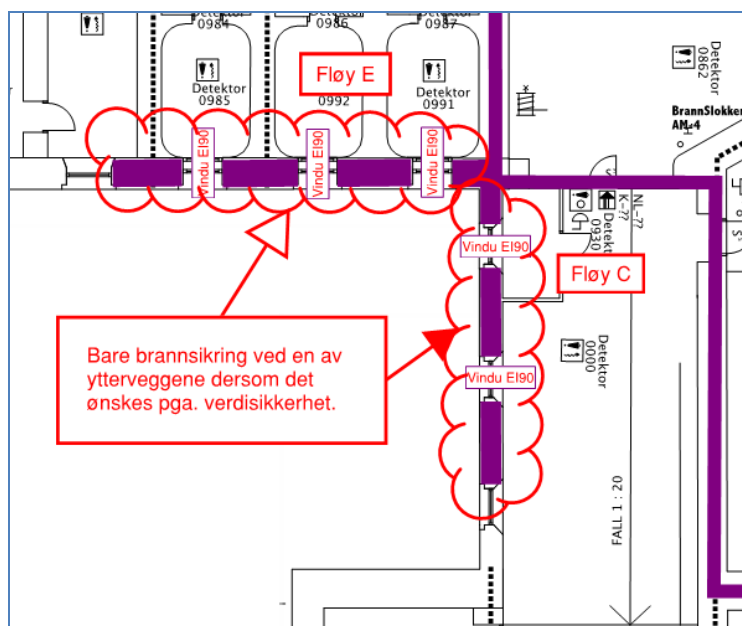 Detektor
0984
Detektor
0986
Detektor
0987
Fløy E
Detektor
0985
0992
Detektor
0991
Detektor
0862
BrannSlokker
AM-4
Vindu EI90
Vindu EI90
Vindu EI90
NL-??
K-??
Detektor
0930
Vindu EI90
Fløy C
Bare brannsikring ved en av
ytterveggene dersom det
ønskes pga. verdisikkerhet.
Detektor
0000
Vindu EI90
FALL 1 : 20